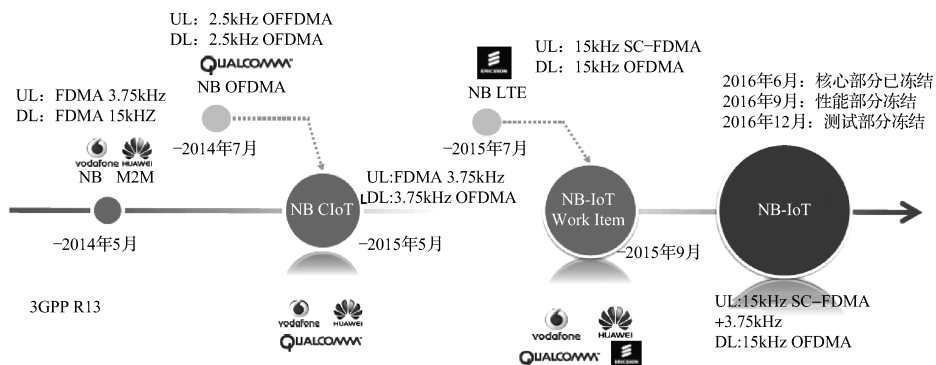 UL：2.5kHz OFFDMA
DL：2.5kHz OFDMA
QUALCOMM
NB OFDMA
−2014年7月
UL：FDMA 3.75kHz
DL：FDMA 15kHZ
vodafone HUAWEI
NB M2M
−2014年5月
NB CIoT
UL:FDMA 3.75kHz
DL:3.75kHz OFDMA
−2015年5月
vodafone HUAWEI
QUALCOMM
ERICSSON
NB LTE
−2015年7月
UL：15kHz SC−FDMA
DL：15kHz OFDMA
NB-IoT
Work Item
−2015年9月
vodafone HUAWEI
QUALCOMM ERICSSON
2016年6月：核心部分已冻结
2016年9月：性能部分冻结
2016年12月：测试部分冻结
NB-IoT
UL:15kHz SC−FDMA
+3.75kHz
DL:15kHz OFDMA
3GPP R13